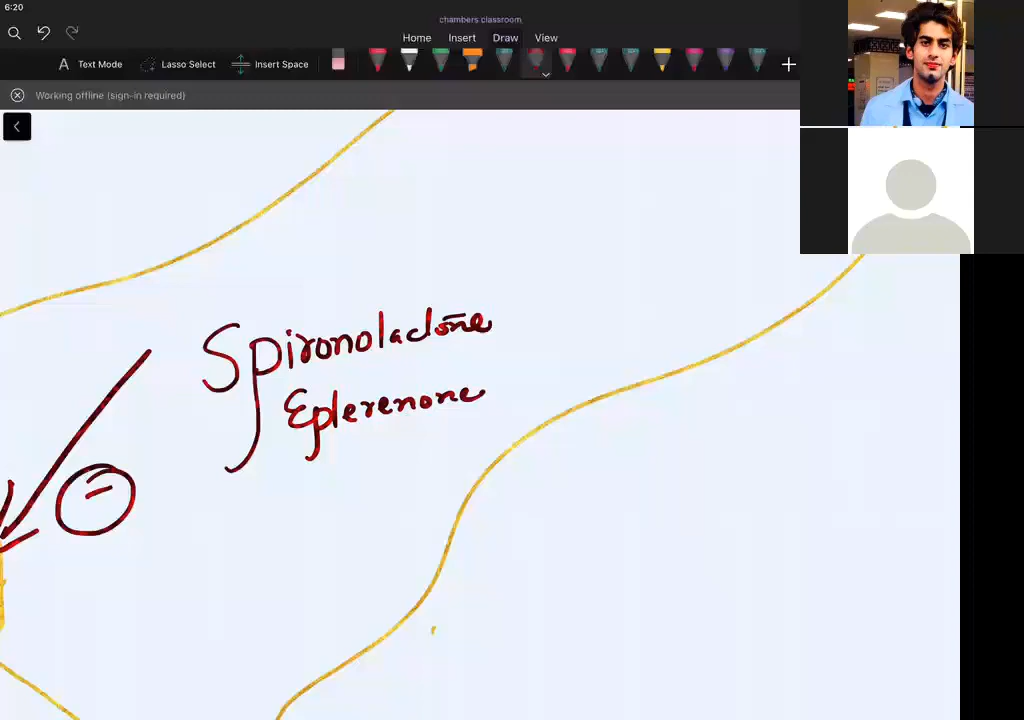 6:20
chambers classroom
Home Insert Draw View
A Text Mode Lasso Select Insert Space
Working offline (sign-in required)
Spironolactone
Eplerenone